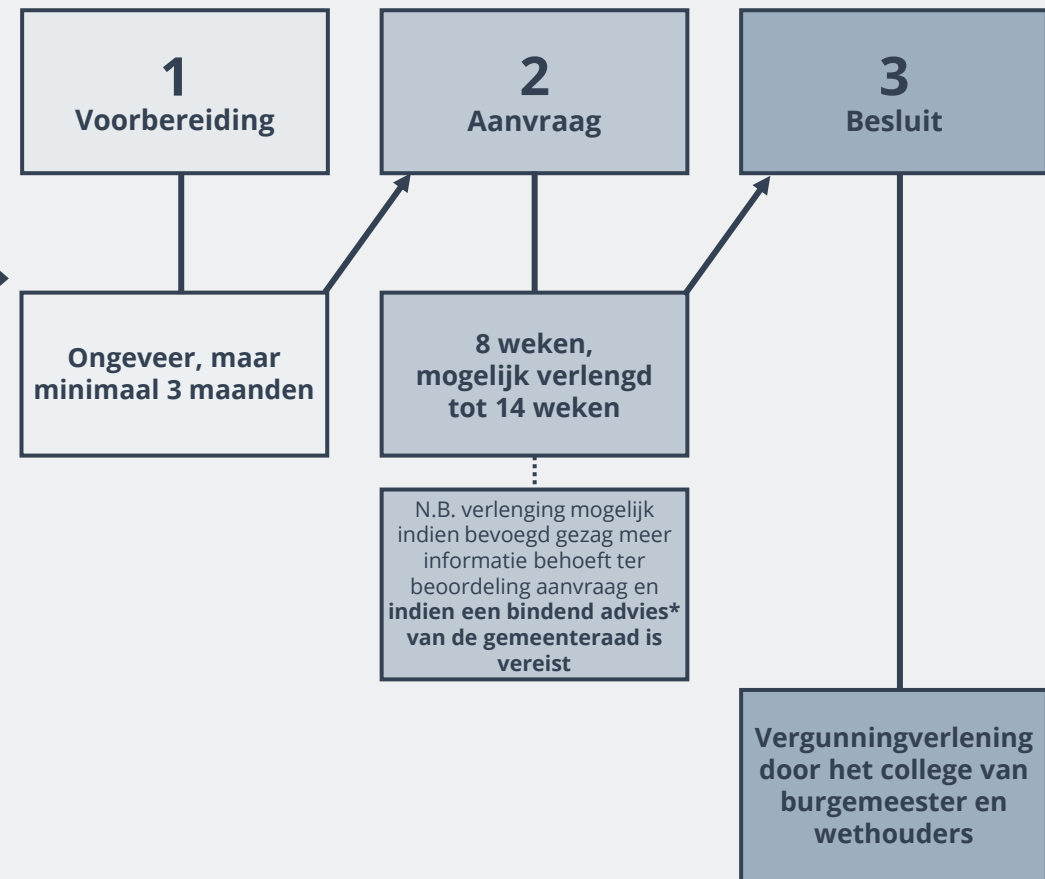 1
Voorbereiding
2
Aanvraag
3
Besluit
Ongeveer, maar
minimaal 3 maanden
8 weken,
mogelijk verlengd
tot 14 weken
N.B. verlenging mogelijk
indien bevoegd gezag meer
informatie behoeft ter
beoordeling aanvraag en
indien een bindend advies*
van de gemeenteraad is
vereist
Vergunningverlening
door het college van
burgemeester en
wethouders